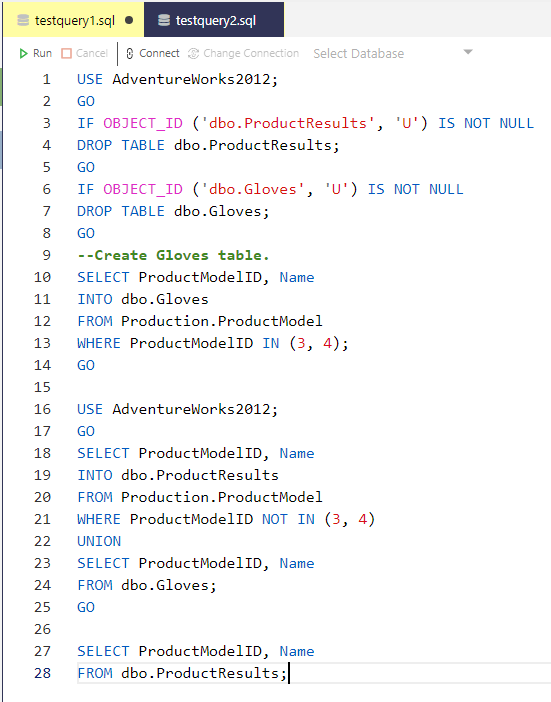 testquery1.sql testquery2.sql
Run Cancel Connect Change Connection Select Database
1 USE AdventureWorks2012;
2 GO
3 IF OBJECT_ID ('dbo.ProductResults', 'U') IS NOT NULL
4 DROP TABLE dbo.ProductResults;
5 GO
6 IF OBJECT_ID ('dbo.Gloves', 'U') IS NOT NULL
7 DROP TABLE dbo.Gloves;
8 GO
9 --Create Gloves table.
10 SELECT ProductModelID, Name
11 INTO dbo.Gloves
12 FROM Production.ProductModel
13 WHERE ProductModelID IN (3, 4);
14 GO
15
16 USE AdventureWorks2012;
17 GO
18 SELECT ProductModelID, Name
19 INTO dbo.ProductResults
20 FROM Production.ProductModel
21 WHERE ProductModelID NOT IN (3, 4)
22 UNION
23 SELECT ProductModelID, Name
24 FROM dbo.Gloves;
25 GO
26
27 SELECT ProductModelID, Name
28 FROM dbo.ProductResults;